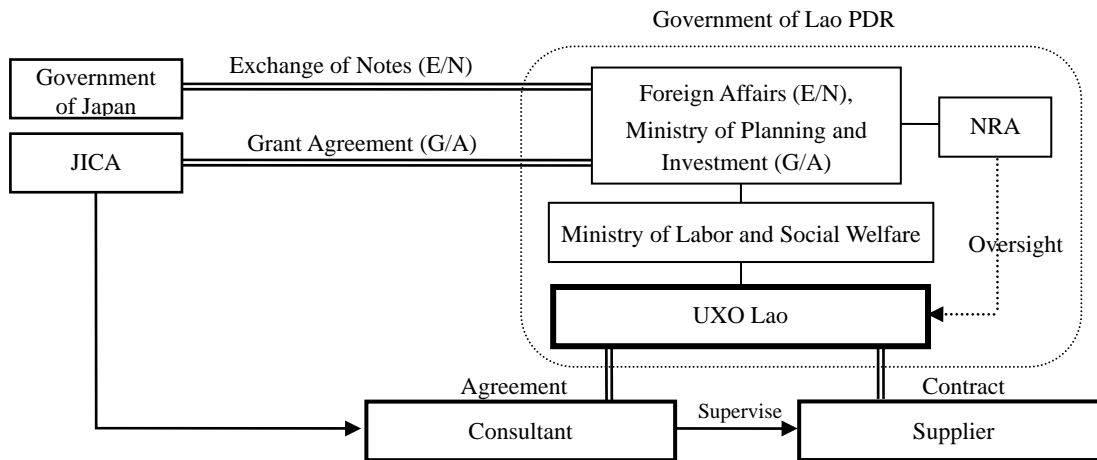 Government of Lao PDR
Exchange of Notes (E/N)
Government
of Japan
Foreign Affairs (E/N),
Ministry of Planning and
Investment (G/A)
NRA
Grant Agreement (G/A)
JICA
Ministry of Labor and Social Welfare
Oversight
UXO Lao
Agreement
Contract
Consultant
Supervise
Supplier